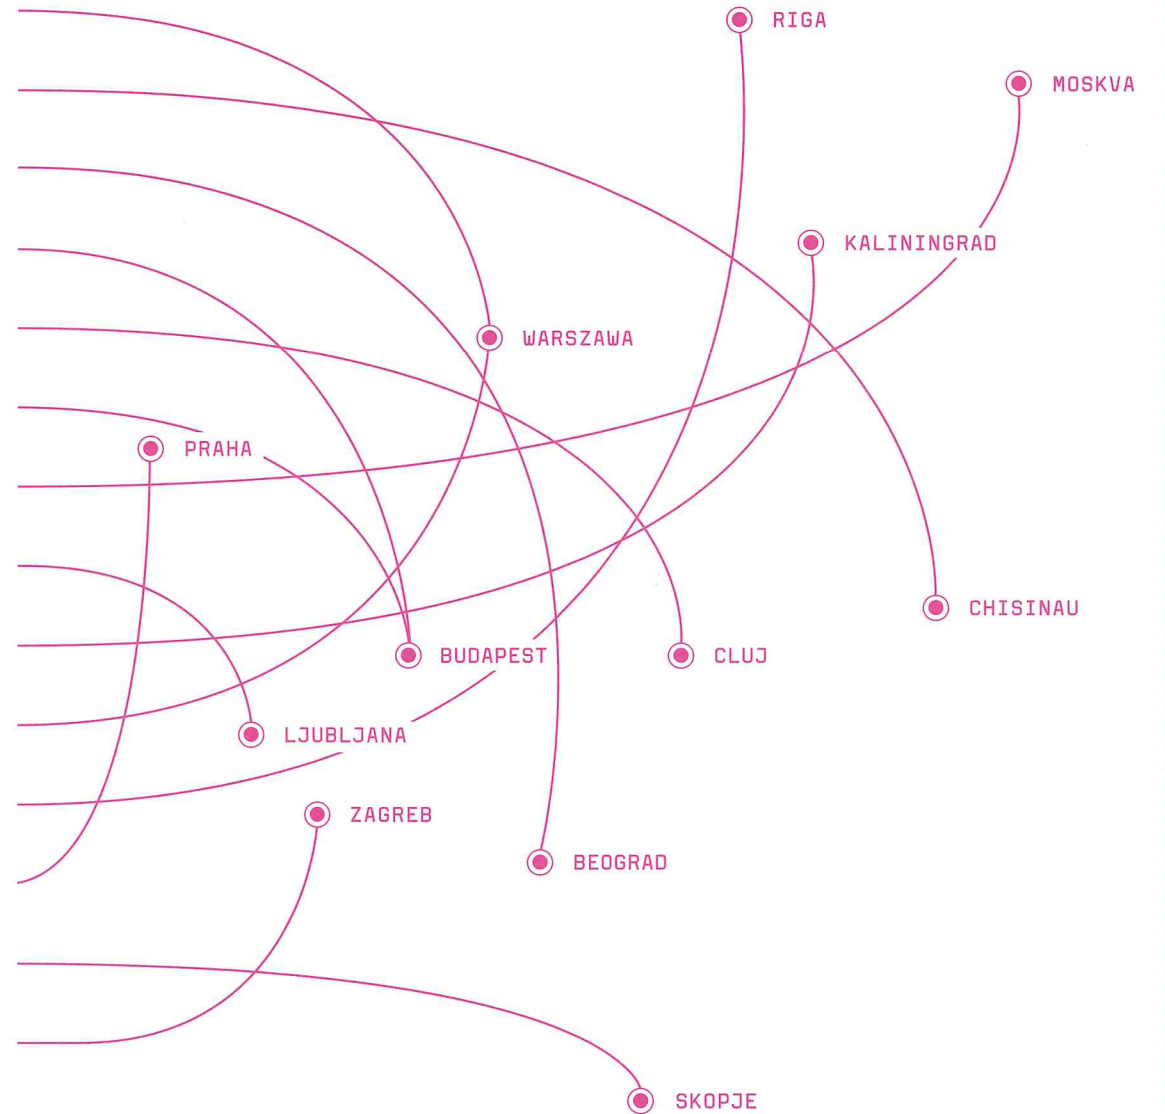 RIGA
MOSKVA
KALININGRAD
WARSZAWA
PRAHA
CHISINAU
BUDAPEST
CLUJ
LJUBLJANA
ZAGREB
BEOGRAD
SKOPJE